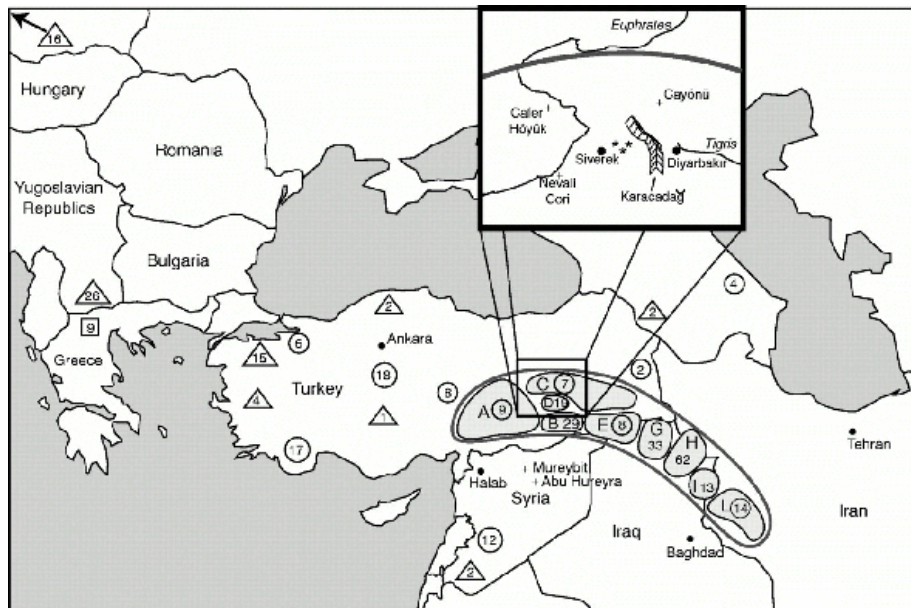 16
Hungary
Romania
Yugoslavian
Republics
Bulgaria
26
9
Greece
Euphrates
Cayönü
Cafer
Höyük
Siverek
Tigris
Diyarbakir
Nevali
Cori
Karacadag
4
2
2
6
Ankara
15
Turkey
18
8
2
4
1
17
A 9
C 7
D 19
B 29
E 8
G
33
H
62
I 13
L 14
Tehran
Halab
Mureybit
Abu Hureyra
Syria
12
2
Iraq
Iran
Baghdad